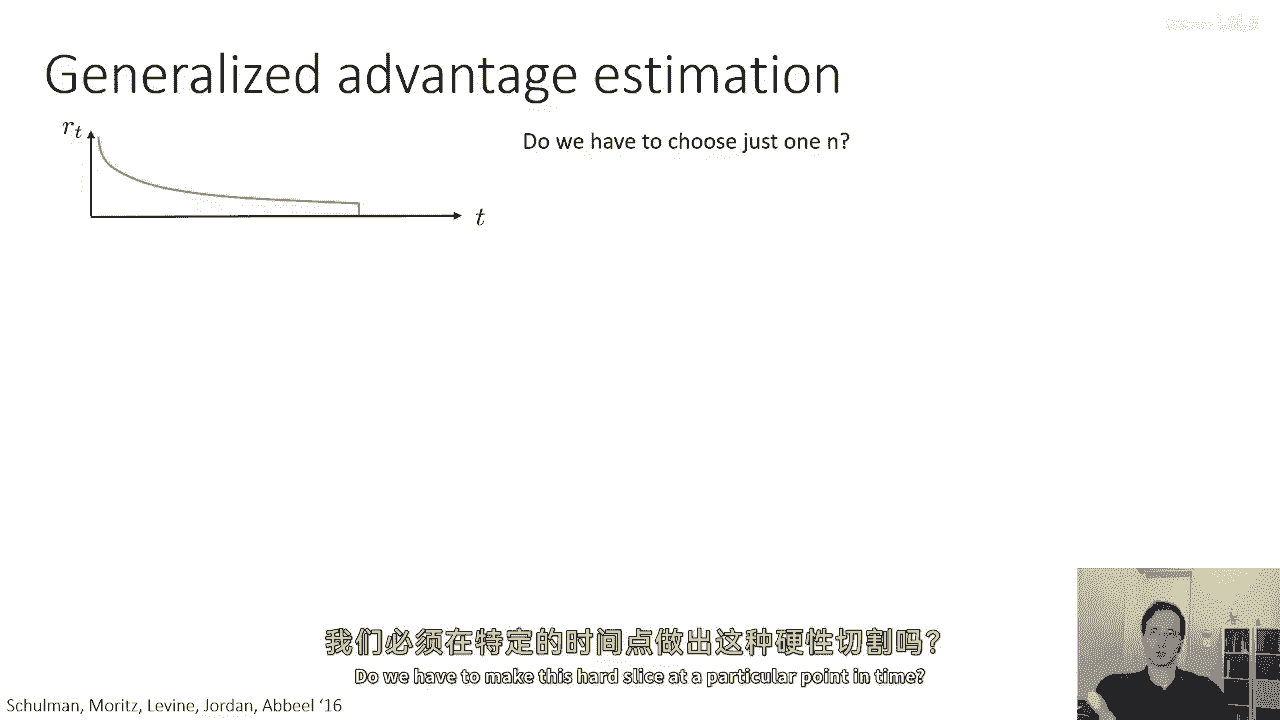 Generalized advantage estimation
r_t
Do we have to choose just one n?
t
我们必须在特定的时间点做出这种硬性切割吗？
Do we have to make this hard slice at a particular point in time?
Schulman, Moritz, Levine, Jordan, Abbeel ‘16